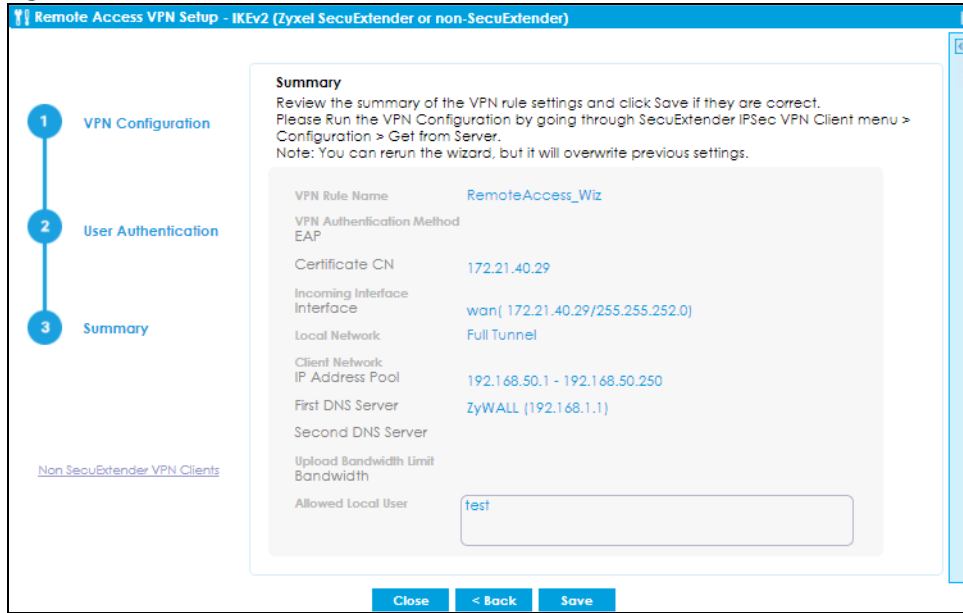 Remote Access VPN Setup - IKEv2 (Zyxel SecuExtender or non-SecuExtender)
1 VPN Configuration
2 User Authentication
3 Summary
Non SecuExtender VPN Clients
Summary
Review the summary of the VPN rule settings and click Save if they are correct.
Please Run the VPN Configuration by going through SecuExtender IPSec VPN Client menu >
Configuration > Get from Server.
Note: You can rerun the wizard, but it will overwrite previous settings.
VPN Rule Name RemoteAccess_Wiz
VPN Authentication Method
EAP
Certificate CN 172.21.40.29
Incoming Interface
Interface wan( 172.21.40.29/255.255.252.0)
Local Network Full Tunnel
Client Network
IP Address Pool 192.168.50.1 - 192.168.50.250
First DNS Server ZyWALL (192.168.1.1)
Second DNS Server
Upload Bandwidth Limit
Bandwidth
Allowed Local User test
Close < Back Save